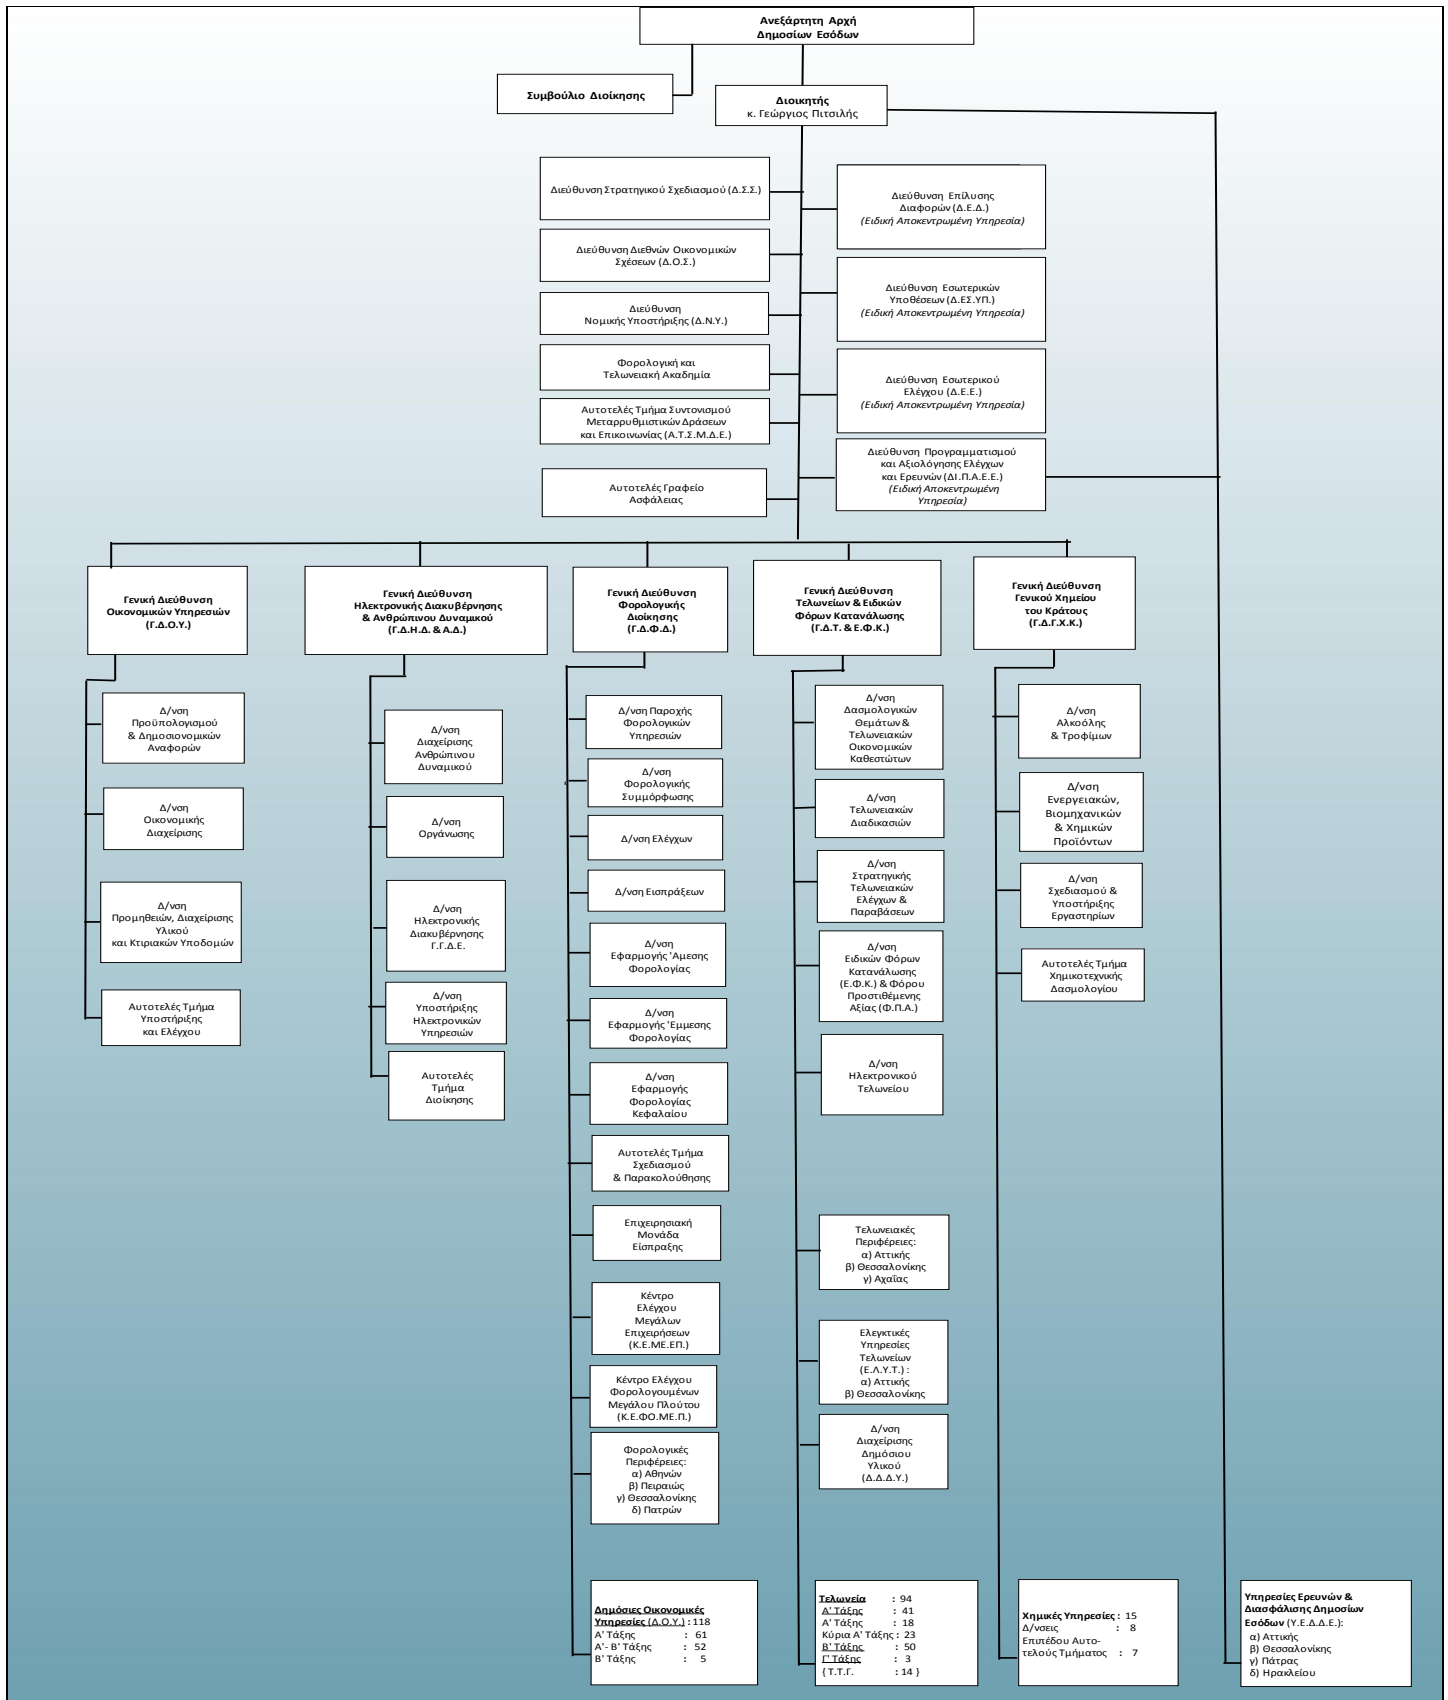 Ανεξάρτητη Αρχή
Δημοσίων Εσόδων
Συμβούλιο Διοίκησης
Διοικητής
κ. Γεώργιος Πιτσιλής
Διεύθυνση Στρατηγικού Σχεδιασμού (Δ.Σ.Σ.)
Διεύθυνση Επίλυσης
Διαφορών (Δ.Ε.Δ.)
(Ειδική Αποκεντρωμένη Υπηρεσία)
Διεύθυνση Διεθνών Οικονομικών
Σχέσεων (Δ.Ο.Σ.)
Διεύθυνση Εσωτερικών
Υποθέσεων (Δ.ΕΣ.ΥΠ.)
(Ειδική Αποκεντρωμένη Υπηρεσία)
Διεύθυνση
Νομικής Υποστήριξης (Δ.Ν.Υ.)
Φορολογική και
Τελωνειακή Ακαδημία
Διεύθυνση Εσωτερικού
Ελέγχου (Δ.Ε.Ε.)
(Ειδική Αποκεντρωμένη Υπηρεσία)
Αυτοτελές Τμήμα Συντονισμού
Μεταρρυθμιστικών Δράσεων
και Επικοινωνίας (Α.Τ.Σ.Μ.Δ.Ε.)
Διεύθυνση Προγραμματισμού
και Αξιολόγησης Ελέγχων
και Ερευνών (ΔΙ.Π.Α.Ε.Ε.)
(Ειδική Αποκεντρωμένη
Υπηρεσία)
Αυτοτελές Γραφείο
Ασφάλειας
Γενική Διεύθυνση
Οικονομικών Υπηρεσιών
(Γ.Δ.Ο.Υ.)
Δ/νση
Προϋπολογισμού
& Δημοσιονομικών
Αναφορών
Δ/νση
Οικονομικής
Διαχείρισης
Δ/νση
Προμηθειών, Διαχείρισης
Υλικού
και Κτιριακών Υποδομών
Αυτοτελές Τμήμα
Υποστήριξης
και Ελέγχου
Γενική Διεύθυνση
Ηλεκτρονικής Διακυβέρνησης
& Ανθρώπινου Δυναμικού
(Γ.Δ.Η.Δ. & Α.Δ.)
Δ/νση
Διαχείρισης
Ανθρώπινου
Δυναμικού
Δ/νση
Οργάνωσης
Δ/νση
Ηλεκτρονικής
Διακυβέρνησης
Γ.Γ.Δ.Ε.
Δ/νση
Υποστήριξης
Ηλεκτρονικών
Υπηρεσιών
Αυτοτελές
Τμήμα
Διοίκησης
Γενική Διεύθυνση
Φορολογικής
Διοίκησης
(Γ.Δ.Φ.Δ.)
Δ/νση Παροχής
Φορολογικών
Υπηρεσιών
Δ/νση
Φορολογικής
Συμμόρφωσης
Δ/νση Ελέγχων
Δ/νση Εισπράξεων
Δ/νση
Εφαρμογής 'Αμεσης
Φορολογίας
Δ/νση
Εφαρμογής 'Εμμεσης
Φορολογίας
Δ/νση
Εφαρμογής
Φορολογίας
Κεφαλαίου
Αυτοτελές Τμήμα
Σχεδιασμού
& Παρακολούθησης
Επιχειρησιακή
Μονάδα
Είσπραξης
Κέντρο
Ελέγχου
Μεγάλων
Επιχειρήσεων
(Κ.Ε.ΜΕ.ΕΠ.)
Κέντρο Ελέγχου
Φορολογουμένων
Μεγάλου Πλούτου
(Κ.Ε.ΦΟ.ΜΕ.Π.)
Φορολογικές
Περιφέρειες:
α) Αθηνών
β) Πειραιώς
γ) Θεσσαλονίκης
δ) Πατρών
Δημόσιες Οικονομικές
Υπηρεσίες (Δ.Ο.Υ.) : 118
Α' Τάξης : 61
Α'- Β' Τάξης : 52
Β' Τάξης : 5
Γενική Διεύθυνση
Τελωνείων & Ειδικών
Φόρων Κατανάλωσης
(Γ.Δ.Τ. & Ε.Φ.Κ.)
Δ/νση
Δασμολογικών
Θεμάτων &
Τελωνειακών
Οικονομικών
Καθεστώτων
Δ/νση
Τελωνειακών
Διαδικασιών
Δ/νση
Στρατηγικής
Τελωνειακών
Ελέγχων &
Παραβάσεων
Δ/νση
Ειδικών Φόρων
Κατανάλωσης
(Ε.Φ.Κ.) & Φόρου
Προστιθέμενης
Αξίας (Φ.Π.Α.)
Δ/νση
Ηλεκτρονικού
Τελωνείου
Τελωνειακές
Περιφέρειες:
α) Αττικής
β) Θεσσαλονίκης
γ) Αχαΐας
Ελεγκτικές
Υπηρεσίες
Τελωνείων
(Ε.Λ.Υ.Τ.) :
α) Αττικής
β) Θεσσαλονίκης
Δ/νση
Διαχείρισης
Δημόσιου
Υλικού
(Δ.Δ.Δ.Υ.)
Τελωνεία : 94
Α' Τάξης : 41
Α' Τάξης : 18
Κύρια Α' Τάξης : 23
Β' Τάξης : 50
Γ' Τάξης : 3
{ Τ.Τ.Γ. : 14 }
Γενική Διεύθυνση
Γενικού Χημείου
του Κράτους
(Γ.Δ.Γ.Χ.Κ.)
Δ/νση
Αλκοόλης
& Τροφίμων
Δ/νση
Ενεργειακών,
Βιομηχανικών
& Χημικών
Προϊόντων
Δ/νση
Σχεδιασμού &
Υποστήριξης
Εργαστηρίων
Αυτοτελές Τμήμα
Χημικοτεχνικής
Δασμολογίου
Χημικές Υπηρεσίες : 15
Δ/νσεις : 8
Επιπέδου Αυτο-
τελούς Τμήματος : 7
Υπηρεσίες Ερευνών &
Διασφάλισης Δημοσίων
Εσόδων (Υ.Ε.Δ.Δ.Ε.):
α) Αττικής
β) Θεσσαλονίκης
γ) Πάτρας
δ) Ηρακλείου